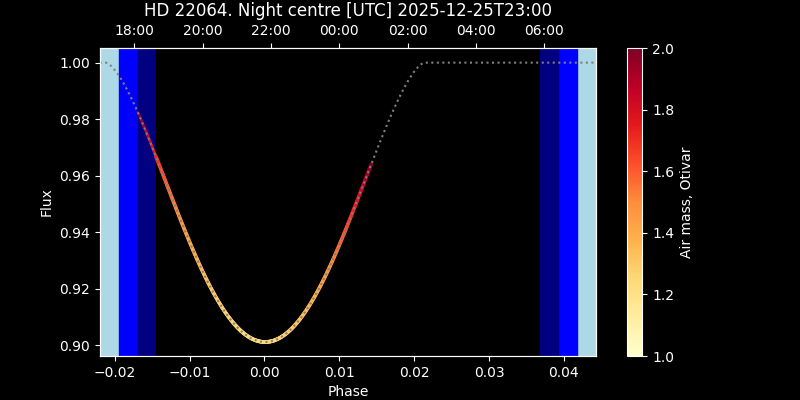 HD 22064. Night centre [UTC] 2025-12-25T23:00
18:00 20:00 22:00 00:00 02:00 04:00 06:00
1.00
0.98
0.96
0.94
0.92
0.90
Flux
−0.02 −0.01 0.00 0.01 0.02 0.03 0.04
Phase
2.0
1.8
1.6
1.4
1.2
1.0
Air mass, Otivar